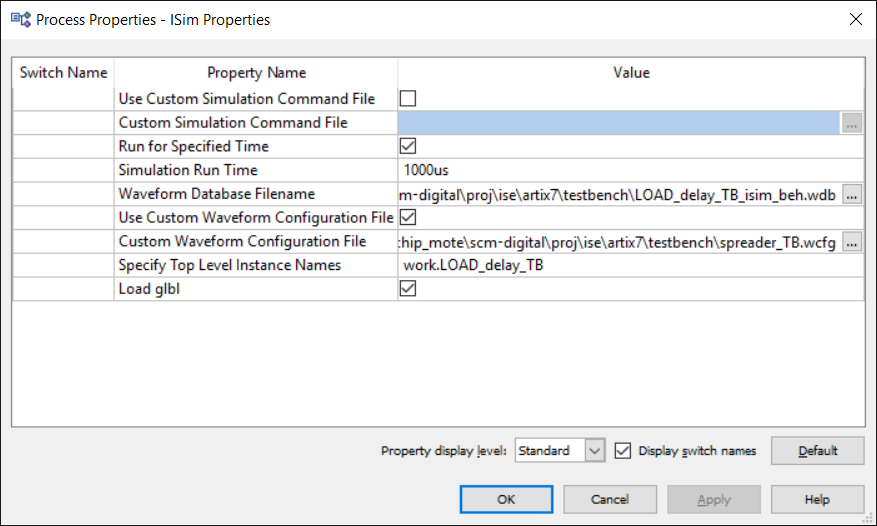 Process Properties - ISim Properties
Switch Name Property Name Value
Use Custom Simulation Command File
Custom Simulation Command File ...
Run for Specified Time
Simulation Run Time 1000us
Waveform Database Filename m-digital\proj\ise\artix7\testbench\LOAD_delay_TB_isim_beh.wdb ...
Use Custom Waveform Configuration File
Custom Waveform Configuration File chip_mote\scm-digital\proj\ise\artix7\testbench\spreader_TB.wcfg ...
Specify Top Level Instance Names work.LOAD_delay_TB
Load glbl
Property display level: Standard Display switch names Default
OK Cancel Apply Help